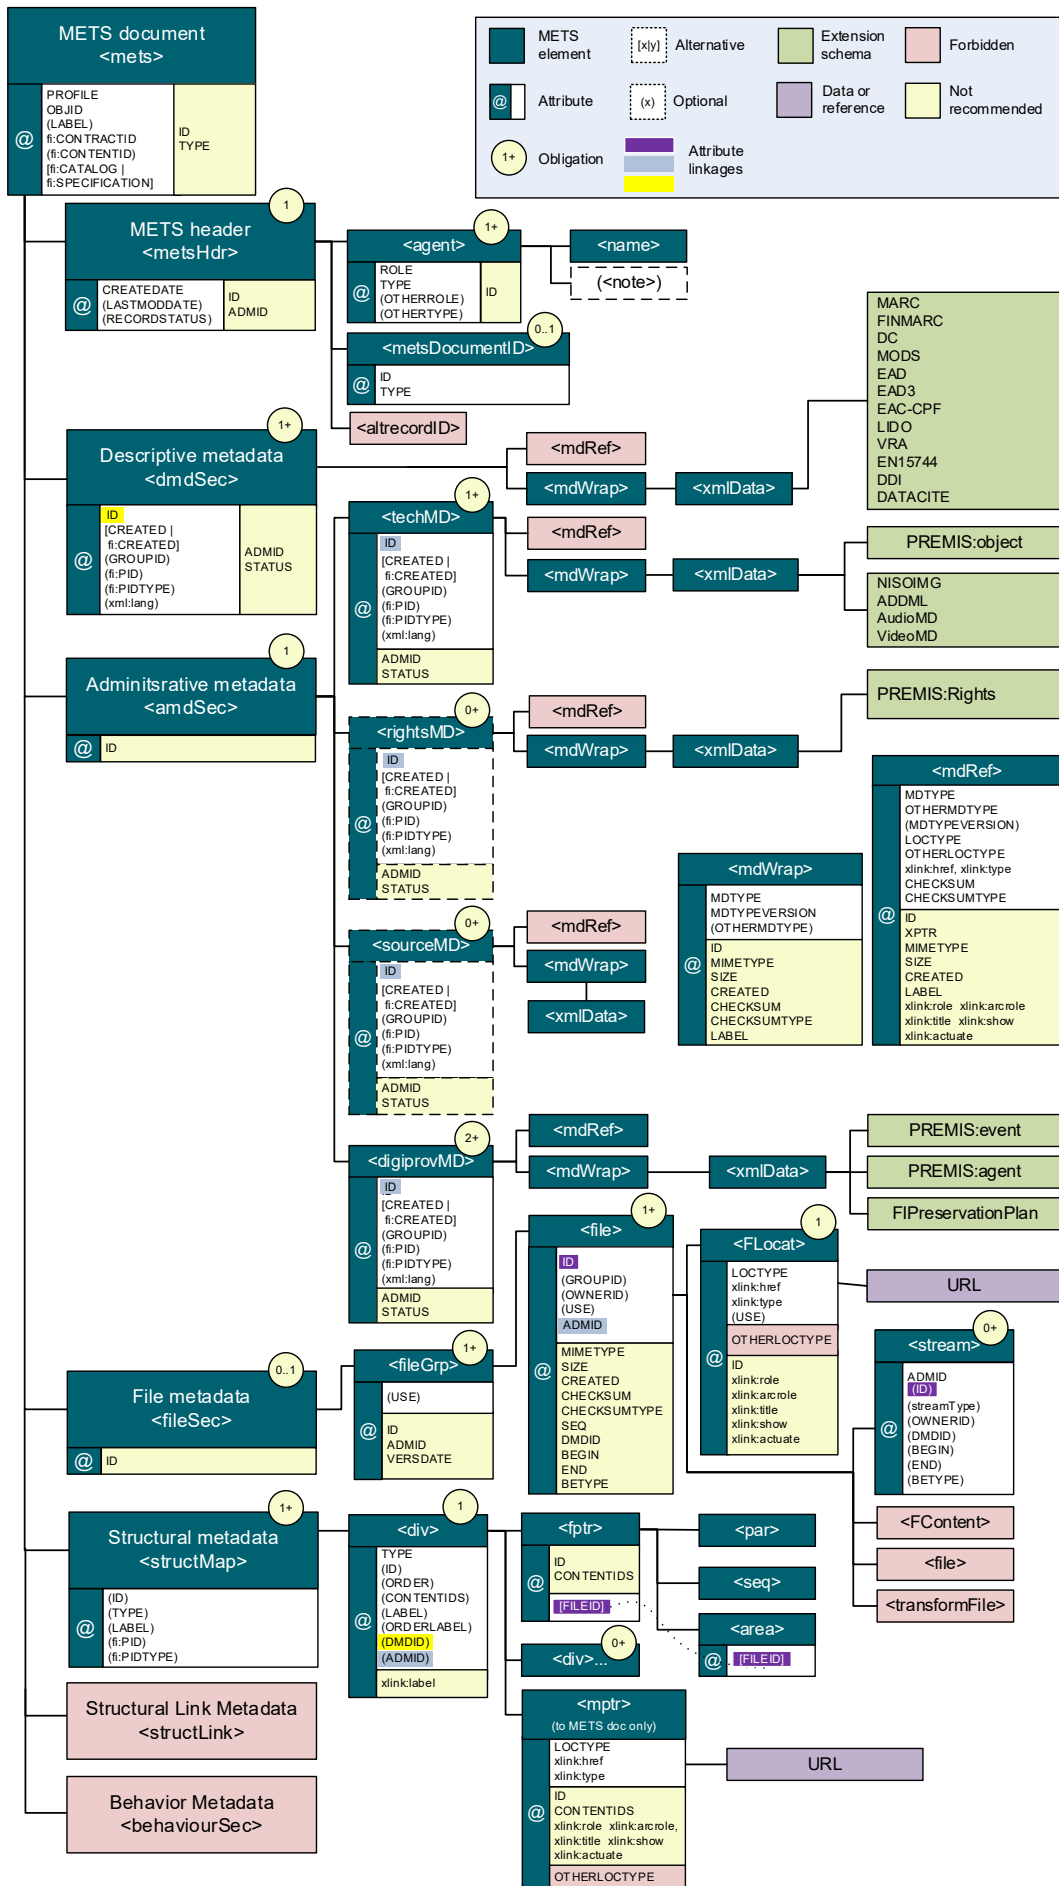 METS document
<mets>
@
PROFILE
OBJID
(LABEL)
fi:CONTRACTID
(fi:CONTENTID)
[fi:CATALOG |
fi:SPECIFICATION]
ID
TYPE
METS
element
[x|y]
Alternative
Extension
schema
Forbidden
@
Attribute
(x)
Optional
Data or
reference
Not
recommended
1+
Obligation
Attribute
linkages
1
METS header
<metsHdr>
@
CREATEDATE
(LASTMODDATE)
(RECORDSTATUS)
ID
ADMID
1+
<agent>
@
ROLE
TYPE
(OTHERROLE)
(OTHERTYPE)
ID
<name>
(<note>)
0..1
<metsDocumentID>
@
ID
TYPE
<altrecordID>
1+
Descriptive metadata
<dmdSec>
@
ID
[CREATED |
fi:CREATED]
(GROUPID)
(fi:PID)
(fi:PIDTYPE)
(xml:lang)
ADMID
STATUS
<mdRef>
<mdWrap>
<xmlData>
MARC
FINMARC
DC
MODS
EAD
EAD3
EAC-CPF
LIDO
VRA
EN15744
DDI
DATACITE
1
Adminitsrative metadata
<amdSec>
@
ID
1+
<techMD>
@
ID
[CREATED |
fi:CREATED]
(GROUPID)
(fi:PID)
(fi:PIDTYPE)
(xml:lang)
ADMID
STATUS
<mdRef>
<mdWrap>
<xmlData>
PREMIS:object
NISOIMG
ADDML
AudioMD
VideoMD
0+
<rightsMD>
@
ID
[CREATED |
fi:CREATED]
(GROUPID)
(fi:PID)
(fi:PIDTYPE)
(xml:lang)
ADMID
STATUS
<mdRef>
<mdWrap>
<xmlData>
PREMIS:Rights
<mdWrap>
@
MDTYPE
MDTYPEVERSION
(OTHERMDTYPE)
ID
MIMETYPE
SIZE
CREATED
CHECKSUM
CHECKSUMTYPE
LABEL
<mdRef>
@
MDTYPE
OTHERMDTYPE
(MDTYPEVERSION)
LOCTYPE
OTHERLOCTYPE
xlink:href, xlink:type
CHECKSUM
CHECKSUMTYPE
ID
XPTR
MIMETYPE
SIZE
CREATED
LABEL
xlink:role xlink:arcrole
xlink:title xlink:show
xlink:actuate
0+
<sourceMD>
@
ID
[CREATED |
fi:CREATED]
(GROUPID)
(fi:PID)
(fi:PIDTYPE)
(xml:lang)
ADMID
STATUS
<mdRef>
<mdWrap>
<xmlData>
2+
<digiprovMD>
@
ID
[CREATED |
fi:CREATED]
(GROUPID)
(fi:PID)
(fi:PIDTYPE)
(xml:lang)
ADMID
STATUS
<mdRef>
<mdWrap>
<xmlData>
PREMIS:event
PREMIS:agent
FIPreservationPlan
0..1
File metadata
<fileSec>
@
ID
1+
<fileGrp>
@
(USE)
ID
ADMID
VERSDATE
1+
<file>
@
ID
(GROUPID)
(OWNERID)
(USE)
ADMID
MIMETYPE
SIZE
CREATED
CHECKSUM
CHECKSUMTYPE
SEQ
DMDID
BEGIN
END
BETYPE
1
<FLocat>
@
LOCTYPE
xlink:href
xlink:type
(USE)
OTHERLOCTYPE
ID
xlink:role
xlink:arcrole
xlink:title
xlink:show
xlink:actuate
URL
0+
<stream>
@
ADMID
(ID)
(streamType)
(OWNERID)
(DMDID)
(BEGIN)
(END)
(BETYPE)
<FContent>
<file>
<transformFile>
1+
Structural metadata
<structMap>
@
(ID)
(TYPE)
(LABEL)
(fi:PID)
(fi:PIDTYPE)
1
<div>
@
TYPE
(ID)
(ORDER)
(CONTENTIDS)
(LABEL)
(ORDERLABEL)
(DMDID)
(ADMID)
xlink:label
<fptr>
@
ID
CONTENTIDS
[FILEID]
<par>
<seq>
<area>
@
[FILEID]
0+
<div>...
<mptr>
(to METS doc only)
@
LOCTYPE
xlink:href
xlink:type
ID
CONTENTIDS
xlink:role xlink:arcrole,
xlink:title xlink:show
xlink:actuate
OTHERLOCTYPE
URL
Structural Link Metadata
<structLink>
Behavior Metadata
<behaviourSec>